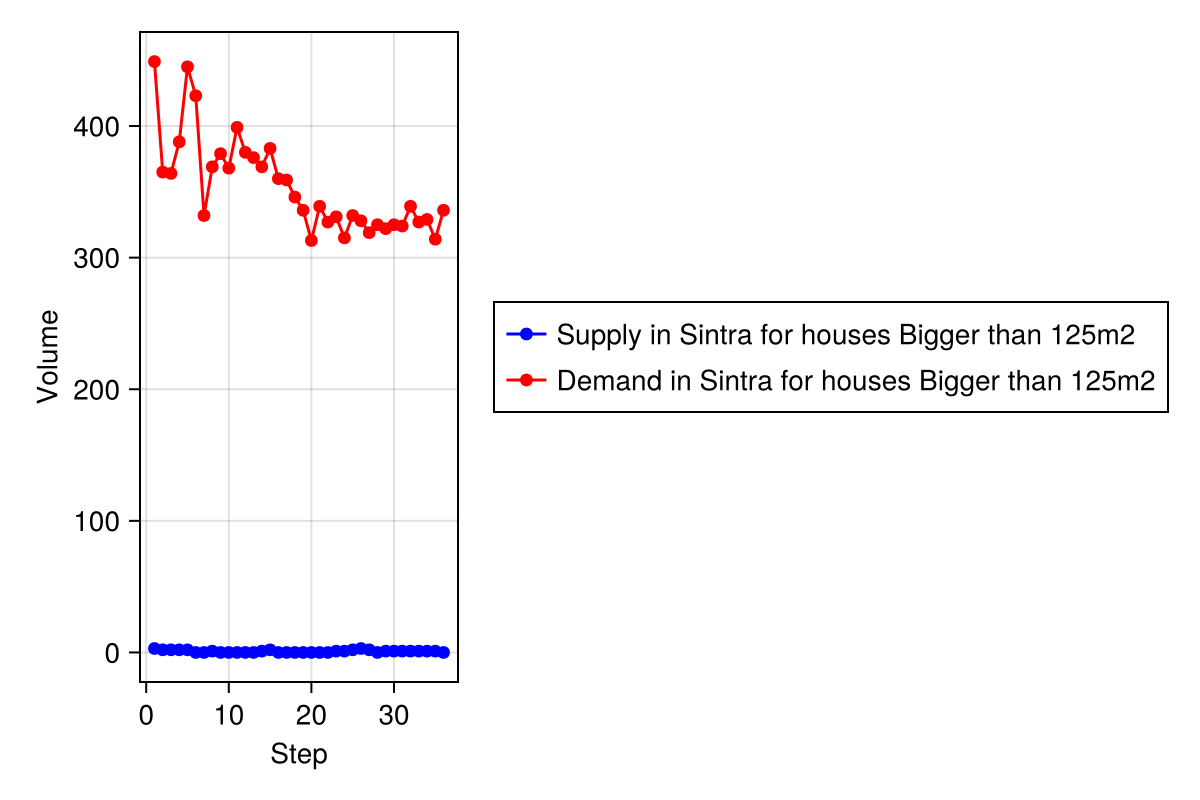 400
300
200
100
0
Volume
0 10 20 30
Step
Supply in Sintra for houses Bigger than 125m2
Demand in Sintra for houses Bigger than 125m2